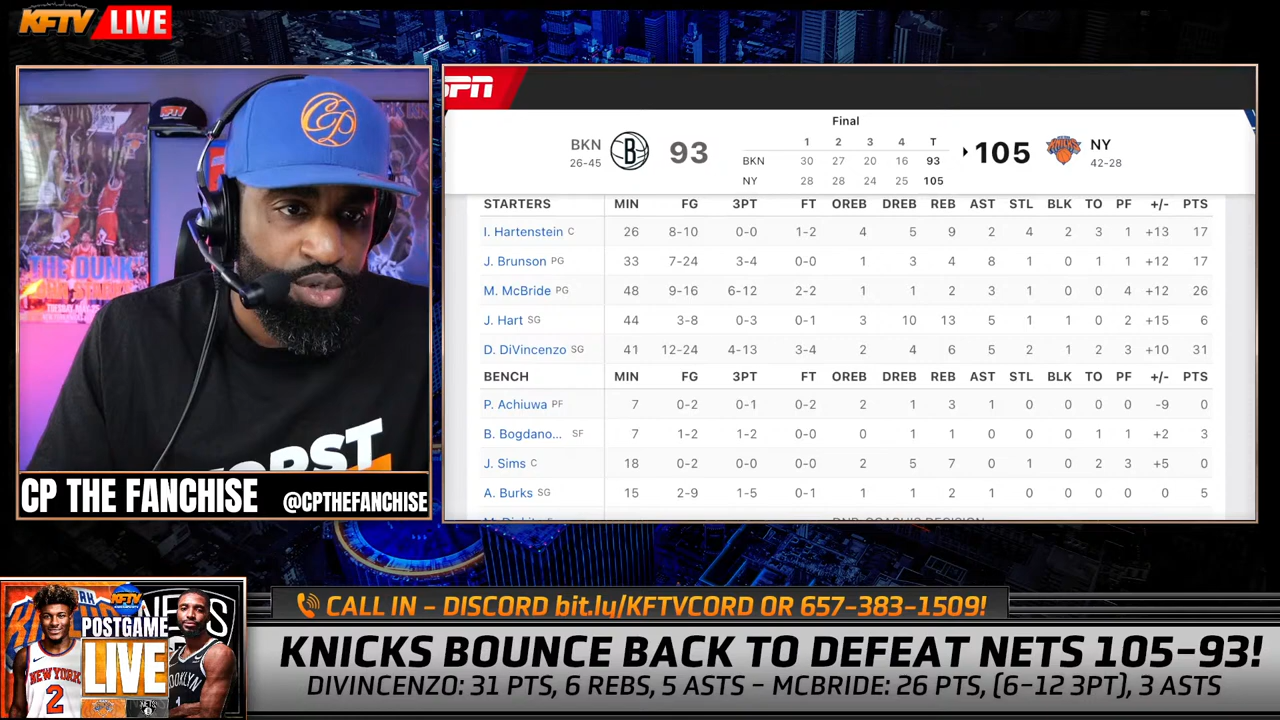 KFTV LIVE
KFTV
THE DUNK
CP
CP THE FANCHISE @CPTHEFANCHISE
Final
BKN 93 1 2 3 4 T 105 NY
26-45 BKN 30 27 20 16 93 42-28
NY 28 28 24 25 105
STARTERS MIN FG 3PT FT OREB DREB REB AST STL BLK TO PF +/- PTS
I. Hartenstein C 26 8-10 0-0 1-2 4 5 9 2 4 2 3 1 +13 17
J. Brunson PG 33 7-24 3-4 0-0 1 3 4 8 1 0 1 1 +12 17
M. McBride PG 48 9-16 6-12 2-2 1 1 2 3 1 0 0 4 +12 26
J. Hart SG 44 3-8 0-3 0-1 3 10 13 5 1 1 0 2 +15 6
D. DiVincenzo SG 41 12-24 4-13 3-4 2 4 6 5 2 1 2 3 +10 31
BENCH MIN FG 3PT FT OREB DREB REB AST STL BLK TO PF +/- PTS
P. Achiuwa PF 7 0-2 0-1 0-2 2 1 3 1 0 0 0 0 -9 0
B. Bogdano... SF 7 1-2 1-2 0-0 0 1 1 0 0 0 1 1 +2 3
J. Sims C 18 0-2 0-0 0-0 2 5 7 0 1 0 2 3 +5 0
A. Burks SG 15 2-9 1-5 0-1 1 1 2 1 0 0 0 0 0 5
CALL IN - DISCORD bit.ly/KFTVCORDOR 657-383-1509!
KFTV
POSTGAME
LIVE
NEW YORK
2
KNICKS BOUNCE BACK TO DEFEAT NETS 105-93!
DIVINCENZO: 31 PTS, 6 REBS, 5 ASTS - MCBRIDE: 26 PTS, (6-12 3PT), 3 ASTS